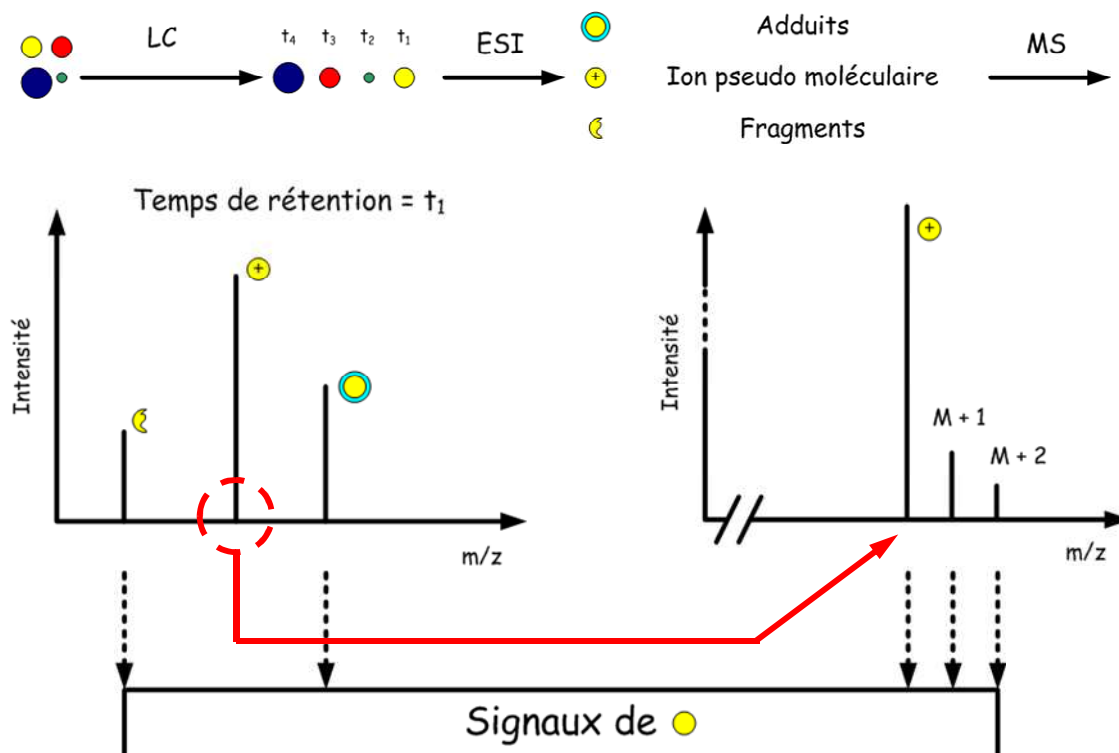 LC
t₄ t₃ t₂ t₁
ESI
Adduits
MS
+ Ion pseudo moléculaire
Fragments
Temps de rétention = t₁
Intensité
+
m/z
Intensité
+
M + 1
M + 2
m/z
Signaux de